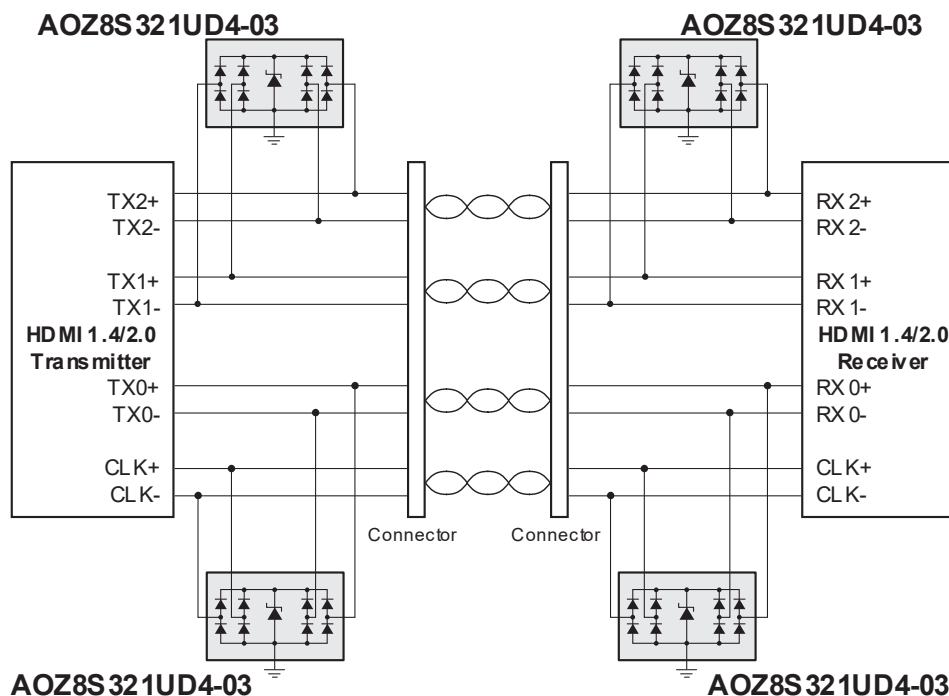 AOZ8S321UD4-03
AOZ8S321UD4-03
TX2+
TX2-
TX1+
TX1-
HDMI 1.4/2.0
Transmitter
TX0+
TX0-
CLK+
CLK-
RX2+
RX2-
RX1+
RX1-
HDMI 1.4/2.0
Receiver
RX0+
RX0-
CLK+
CLK-
Connector
Connector
AOZ8S321UD4-03
AOZ8S321UD4-03